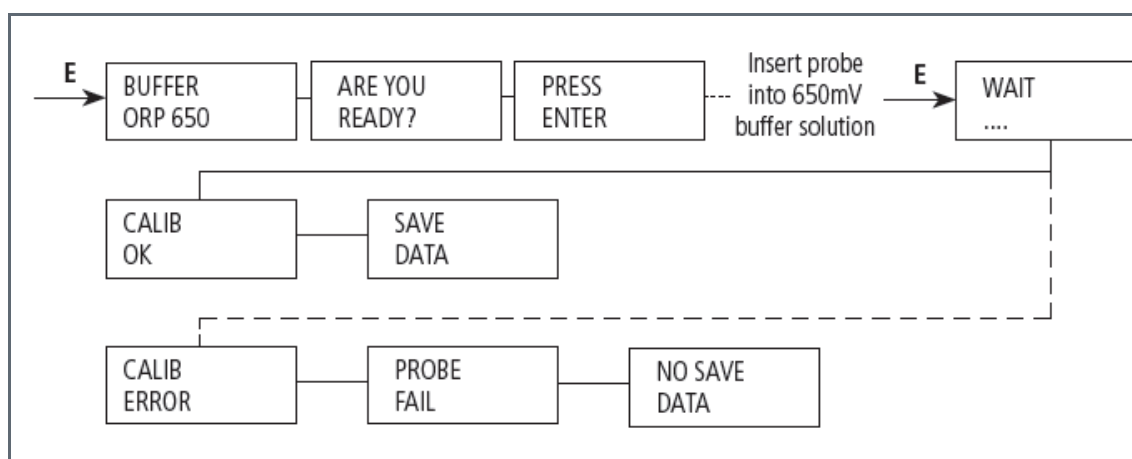 E
BUFFER
ORP 650
ARE YOU
READY?
PRESS
ENTER
Insert probe
into 650mV
buffer solution
E
WAIT
....
CALIB
OK
SAVE
DATA
CALIB
ERROR
PROBE
FAIL
NO SAVE
DATA